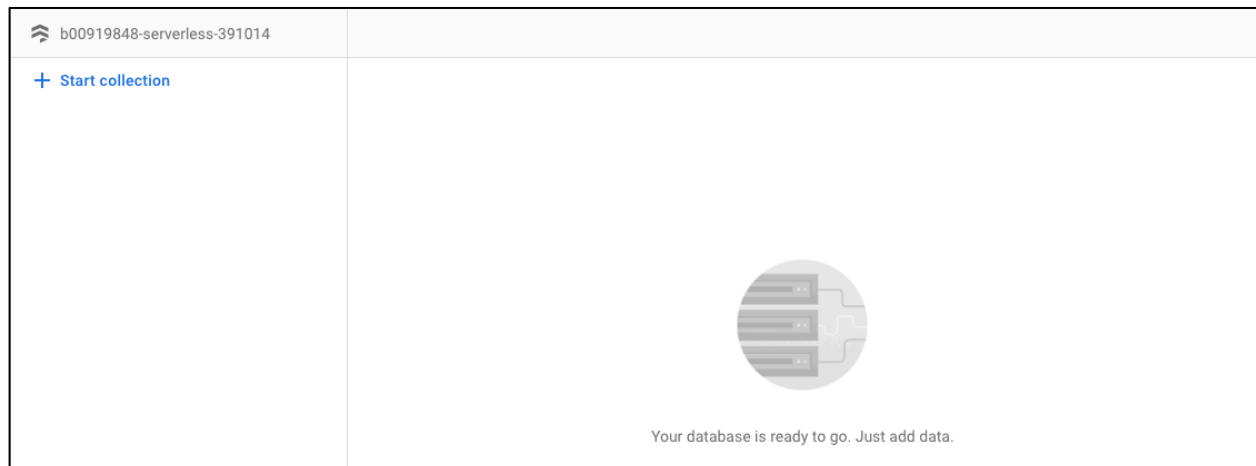 b00919848-serverless-391014
Start collection
Your database is ready to go. Just add data.